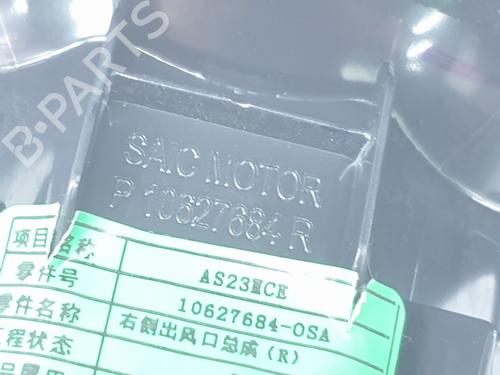 B·PARTS
SAIC MOTOR
P 10627684 R
项目名称 AS23MCE
零件号 10627684-OSA
零件名称 右侧出风口总成(R)
工程状态